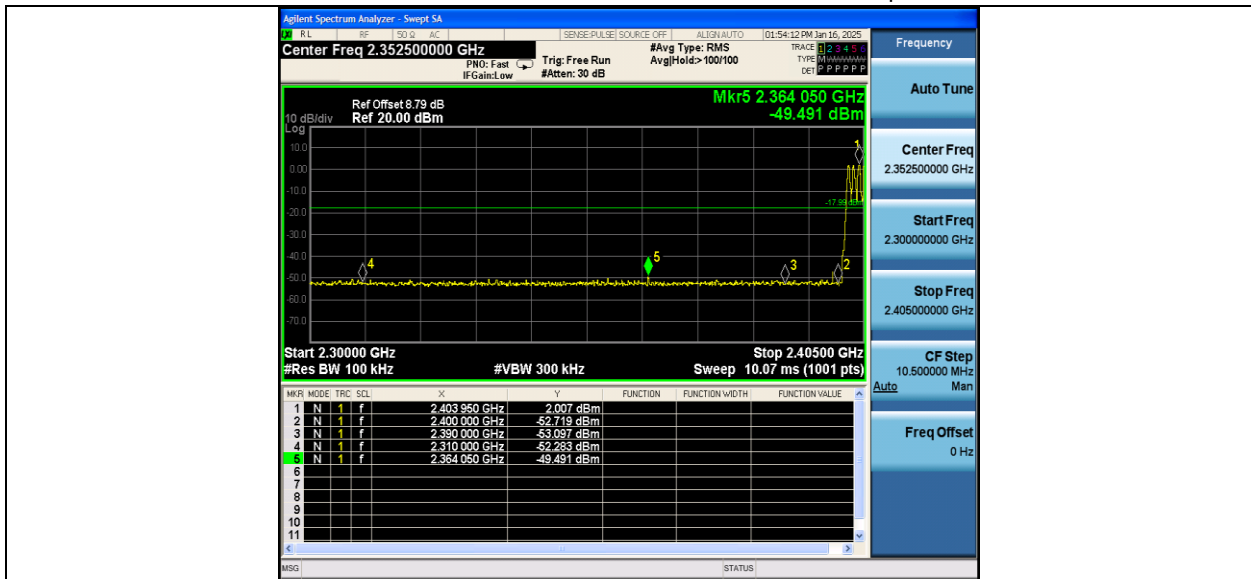 Agilent Spectrum Analyzer - Swept SA
LXI RL RF 50 Ω AC SENSE:PULSE SOURCE OFF ALIGN AUTO 01:54:12 PM Jan 16, 2025
Center Freq 2.352500000 GHz
PNO: Fast
IFGain:Low
Trig: Free Run
#Atten: 30 dB
#Avg Type: RMS
Avg|Hold:> 100/100
TRACE 1 2 3 4 5 6
TYPE M
DET P P P P P P
Frequency
Mkr5 2.364 050 GHz
-49.491 dBm
Ref Offset 8.79 dB
10 dB/div Ref 20.00 dBm
Log
10.0
0.00
-10.0
-20.0
-30.0
-40.0
-50.0
-60.0
-70.0
1
-17.99 dBm
4
5
3
2
Start 2.30000 GHz Stop 2.40500 GHz
#Res BW 100 kHz #VBW 300 kHz Sweep 10.07 ms (1001 pts)
MKR MODE TRC SCL X Y FUNCTION FUNCTION WIDTH FUNCTION VALUE
1 N 1 f 2.403 950 GHz 2.007 dBm
2 N 1 f 2.400 000 GHz -52.719 dBm
3 N 1 f 2.390 000 GHz -53.097 dBm
4 N 1 f 2.310 000 GHz -52.283 dBm
5 N 1 f 2.364 050 GHz -49.491 dBm
6
7
8
9
10
11
MSG STATUS
Auto Tune
Center Freq
2.352500000 GHz
Start Freq
2.300000000 GHz
Stop Freq
2.405000000 GHz
CF Step
10.500000 MHz
Auto Man
Freq Offset
0 Hz